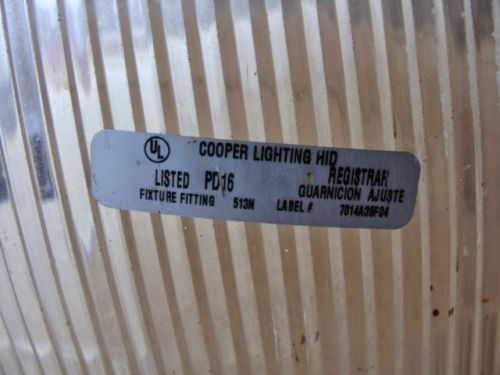 UL COOPER LIGHTING HID
LISTED PD16 REGISTRAR
GUARNICION AJUSTE
FIXTURE FITTING 513N LABEL # 7014A39F04